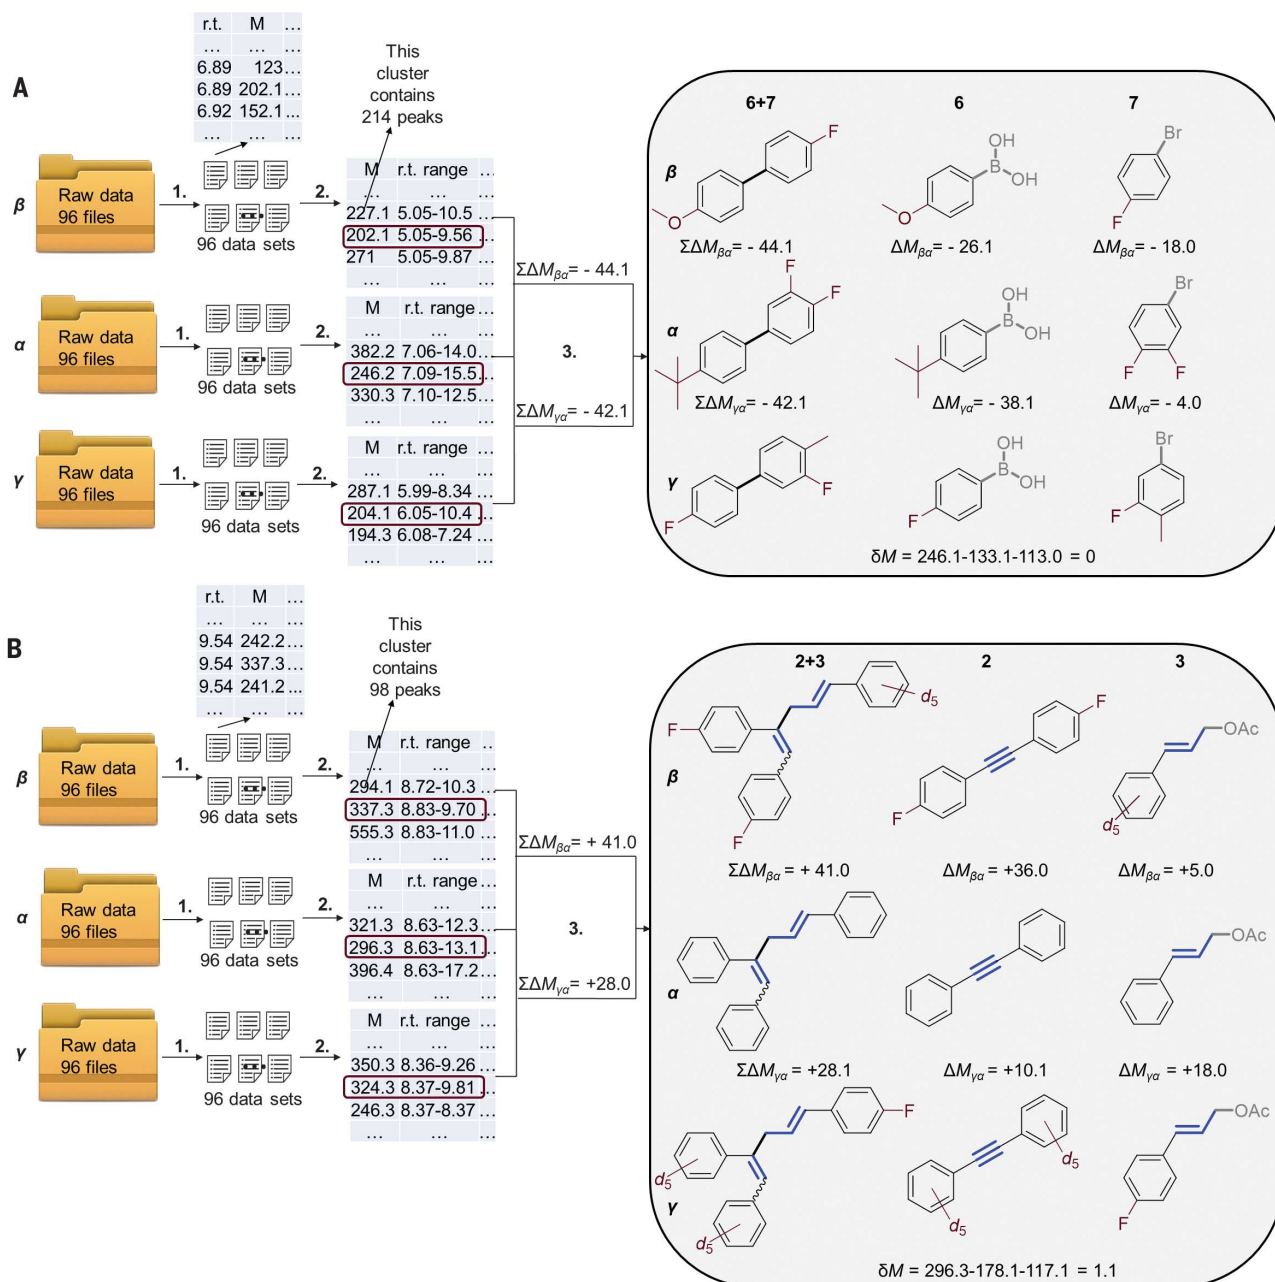 A
r.t. M ...
... ... ...
6.89 123...
6.89 202.1...
6.92 152.1...
... ... ...
This
cluster
contains
214 peaks
β
Raw data
96 files
1.
96 data sets
2.
M r.t. range ...
... ...
227.1 5.05-10.5 ...
202.1 5.05-9.56 ...
271 5.05-9.87 ...
... ... ...
ΣΔMβα= - 44.1
α
Raw data
96 files
1.
96 data sets
2.
M r.t. range ...
... ...
382.2 7.06-14.0...
246.2 7.09-15.5...
330.3 7.10-12.5...
... ... ...
3.
ΣΔMγα= - 42.1
γ
Raw data
96 files
1.
96 data sets
2.
M r.t. range ...
... ...
287.1 5.99-8.34 ...
204.1 6.05-10.4 ...
194.3 6.08-7.24 ...
... ... ...
6+7 6 7
β
F
O
OH
B
OH
O
Br
F
ΣΔMβα= - 44.1 ΔMβα= - 26.1 ΔMβα= - 18.0
α
F
F
OH
B
OH
Br
F F
ΣΔMγα= - 42.1 ΔMγα= - 38.1 ΔMγα= - 4.0
γ
F
F
OH
B
OH
F
Br
F
δM = 246.1-133.1-113.0 = 0
B
r.t. M ...
... ... ...
9.54 242.2...
9.54 337.3...
9.54 241.2 ...
... ... ...
This
cluster
contains
98 peaks
β
Raw data
96 files
1.
96 data sets
2.
M r.t. range ..
... ...
294.1 8.72-10.3 ...
337.3 8.83-9.70 ...
555.3 8.83-11.0 ...
... ... ...
ΣΔMβα= + 41.0
α
Raw data
96 files
1.
96 data sets
2.
M r.t. range ...
... ...
321.3 8.63-12.3...
296.3 8.63-13.1...
396.4 8.63-17.2...
... ... ...
3.
ΣΔMγα= +28.0
γ
Raw data
96 files
1.
96 data sets
2.
M r.t. range ...
... ...
350.3 8.36-9.26 ...
324.3 8.37-9.81 ...
246.3 8.37-8.37 ...
... ... ...
2+3 2 3
β
F
d5
F
F
F
OAc
d5
ΣΔMβα= + 41.0 ΔMβα= +36.0 ΔMβα= +5.0
α
OAc
ΣΔMγα= +28.1 ΔMγα= +10.1 ΔMγα= +18.0
γ
F
d5
d5
d5
d5
OAc
F
δM = 296.3-178.1-117.1 = 1.1